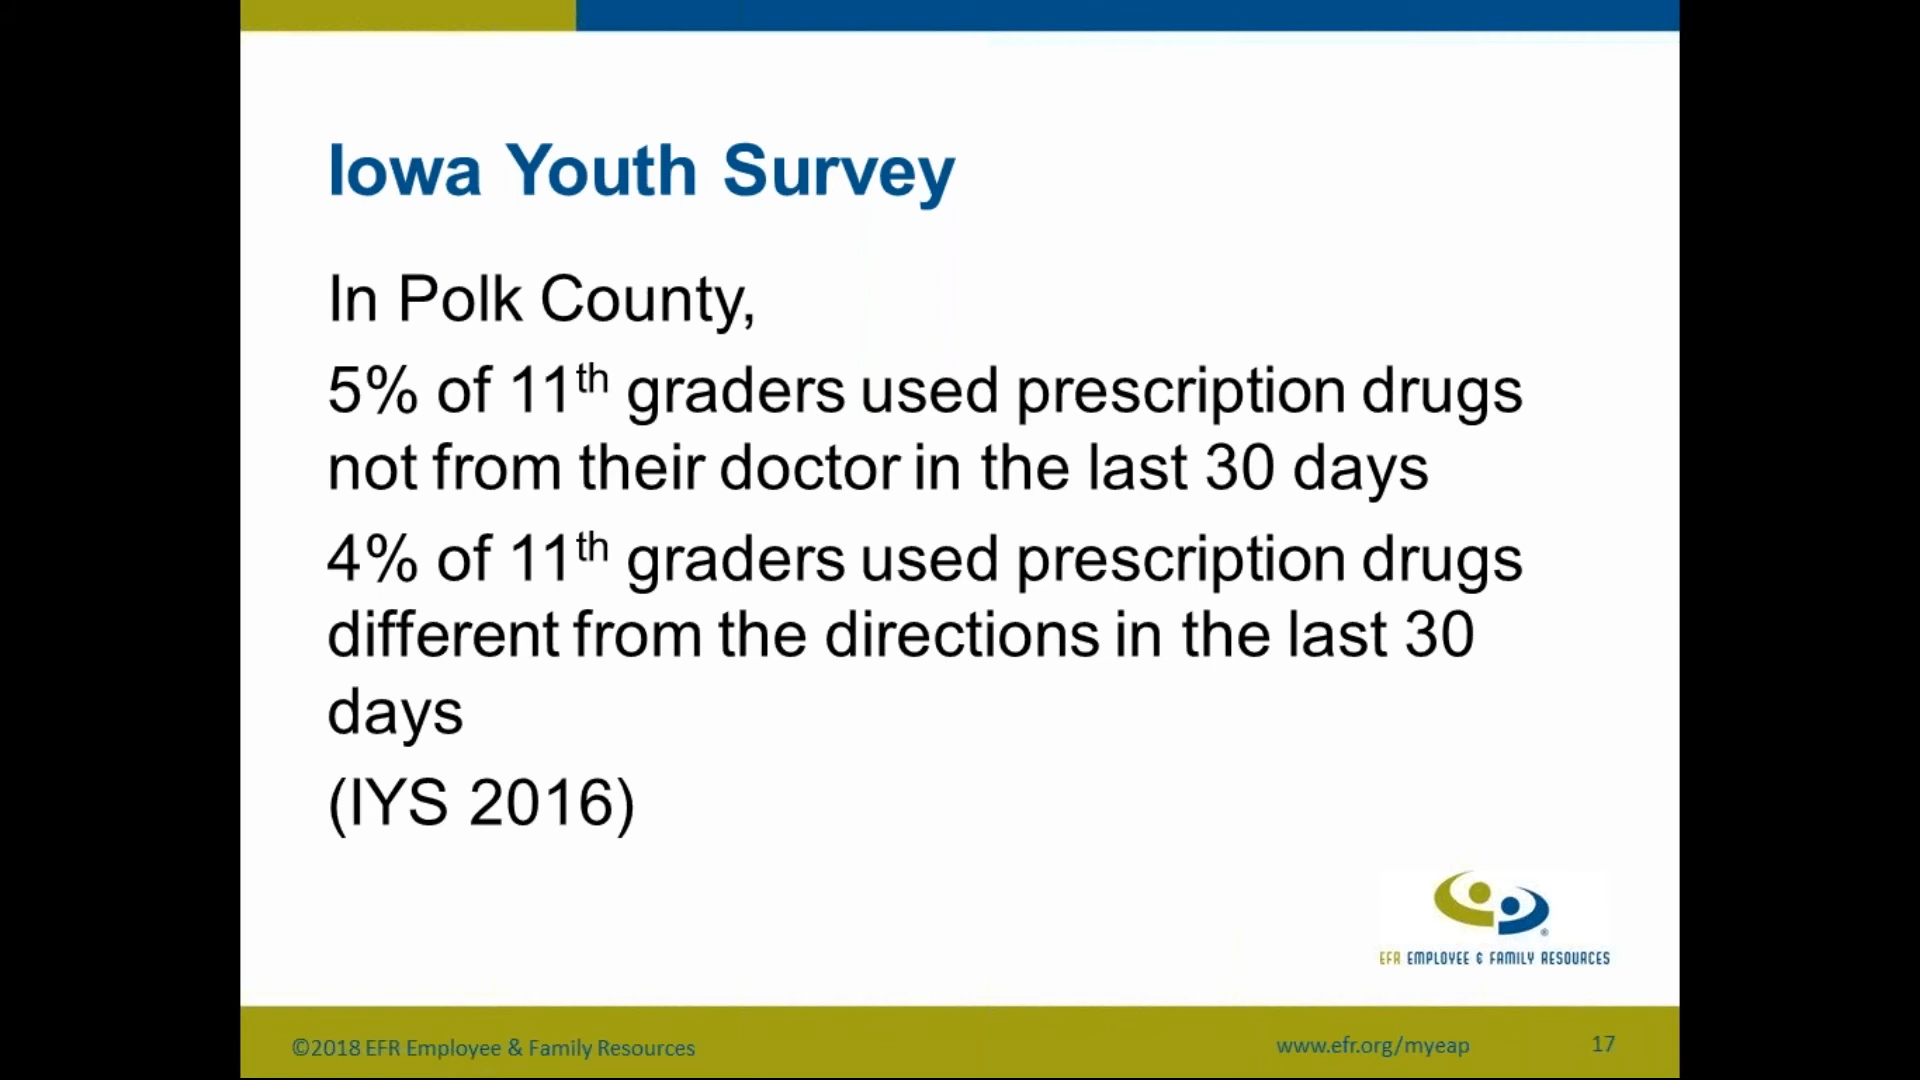 Iowa Youth Survey
In Polk County,
5% of 11th graders used prescription drugs
not from their doctor in the last 30 days
4% of 11th graders used prescription drugs
different from the directions in the last 30
days
(IYS 2016)
®
EFR EMPLOYEE & FAMILY RESOURCES
©2018 EFR Employee & Family Resources
www.efr.org/myeap
17